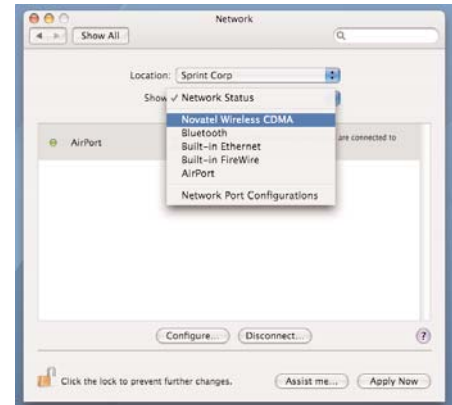 Network
Show All
Location: Sprint Corp
Show ✓ Network Status
Novatel Wireless CDMA
Bluetooth
Built-in Ethernet
Built-in FireWire
AirPort
Network Port Configurations
AirPort
are connected to
Configure...
Disconnect...
?
Click the lock to prevent further changes.
Assist me...
Apply Now